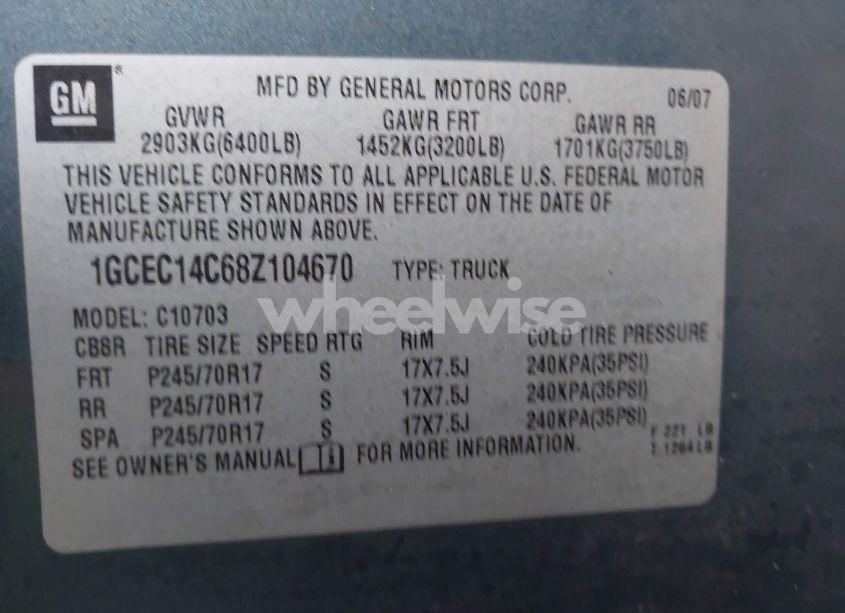 GM®
MFD BY GENERAL MOTORS CORP. 06/07
GVWR GAWR FRT GAWR RR
2903KG(6400LB) 1452KG(3200LB) 1701KG(3750LB)
THIS VEHICLE CONFORMS TO ALL APPLICABLE U.S. FEDERAL MOTOR
VEHICLE SAFETY STANDARDS IN EFFECT ON THE DATE OF
MANUFACTURE SHOWN ABOVE.
1GCEC14C68Z104670 TYPE: TRUCK
wheelwise
MODEL: C10703
CB8R TIRE SIZE SPEED RTG RIM COLD TIRE PRESSURE
FRT P245/70R17 S 17X7.5J 240KPA(35PSI)
RR P245/70R17 S 17X7.5J 240KPA(35PSI)
SPA P245/70R17 S 17X7.5J 240KPA(35PSI)
F 221 LB
T 1264 LB
SEE OWNER'S MANUAL i FOR MORE INFORMATION.